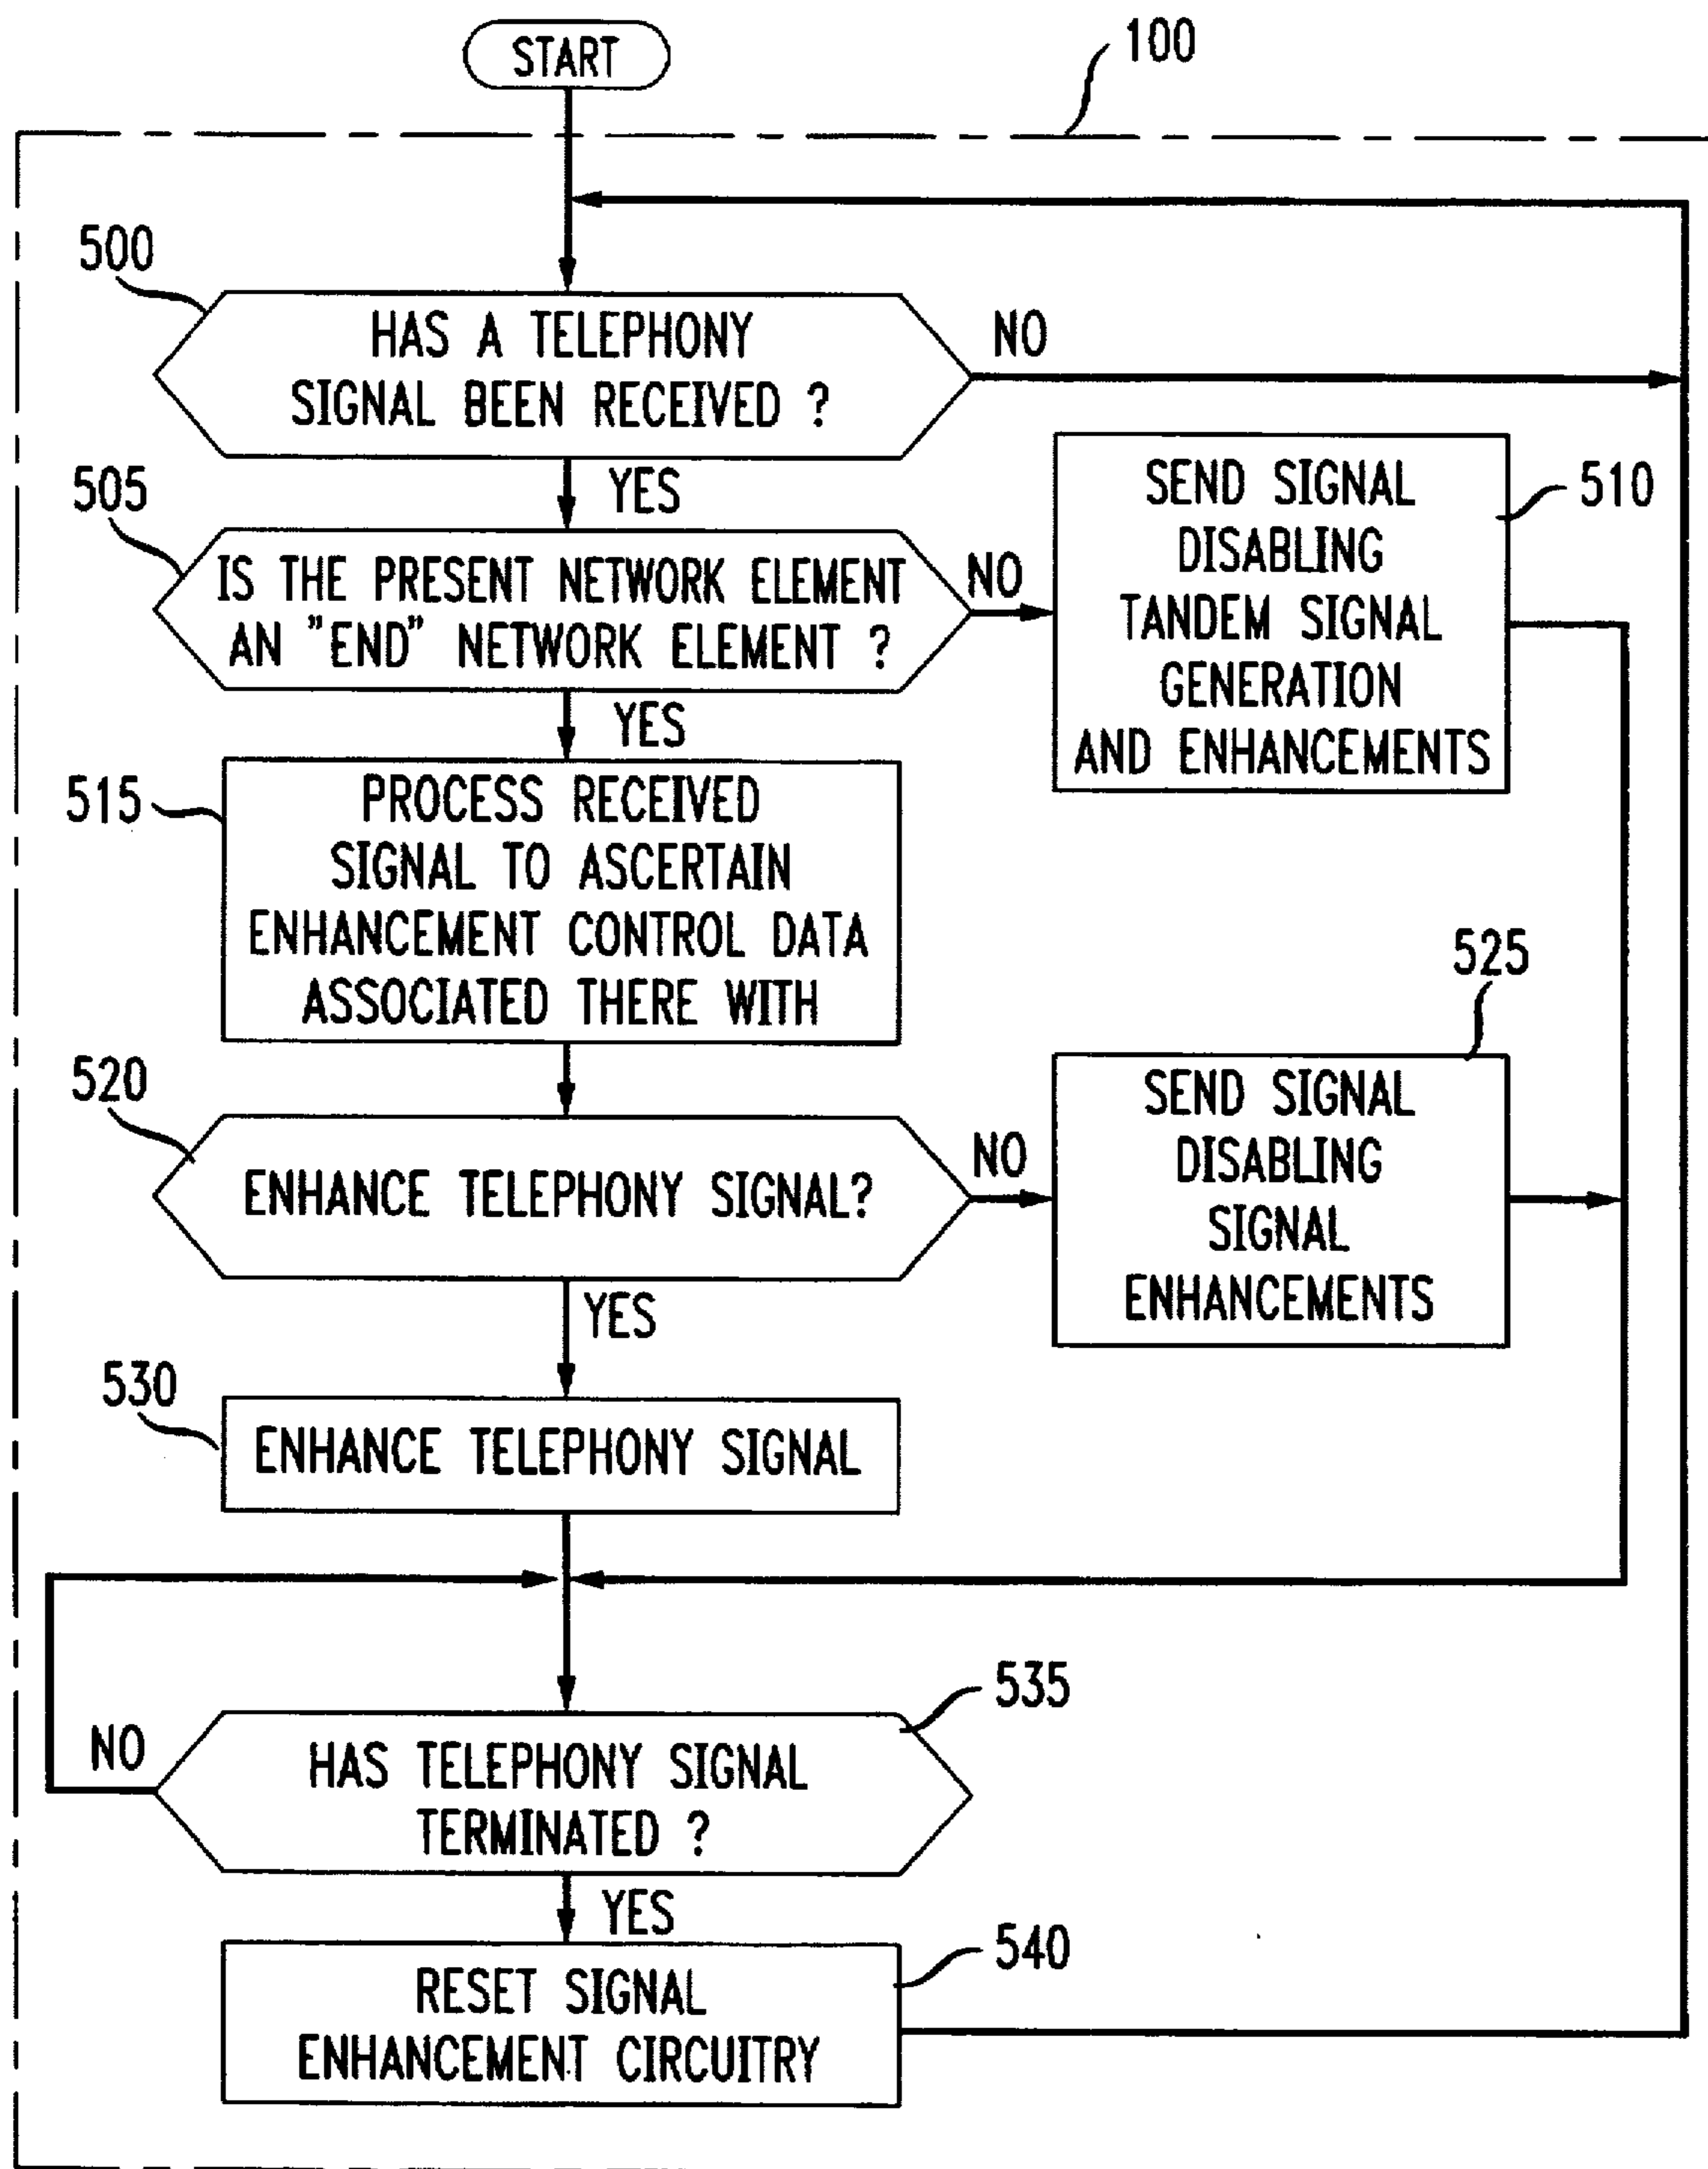 START
100
500
HAS A TELEPHONY
SIGNAL BEEN RECEIVED ?
NO
YES
505
IS THE PRESENT NETWORK ELEMENT
AN "END" NETWORK ELEMENT ?
NO
SEND SIGNAL
DISABLING
TANDEM SIGNAL
GENERATION
AND ENHANCEMENTS
510
YES
515
PROCESS RECEIVED
SIGNAL TO ASCERTAIN
ENHANCEMENT CONTROL DATA
ASSOCIATED THERE WITH
520
ENHANCE TELEPHONY SIGNAL?
NO
525
SEND SIGNAL
DISABLING
SIGNAL
ENHANCEMENTS
YES
530
ENHANCE TELEPHONY SIGNAL
535
HAS TELEPHONY SIGNAL
TERMINATED ?
NO
YES
540
RESET SIGNAL
ENHANCEMENT CIRCUITRY